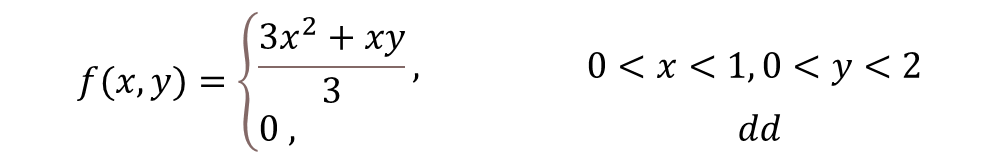 f(x, y) = { (3x² + xy)/3 , 0 < x < 1, 0 < y < 2
0 , dd